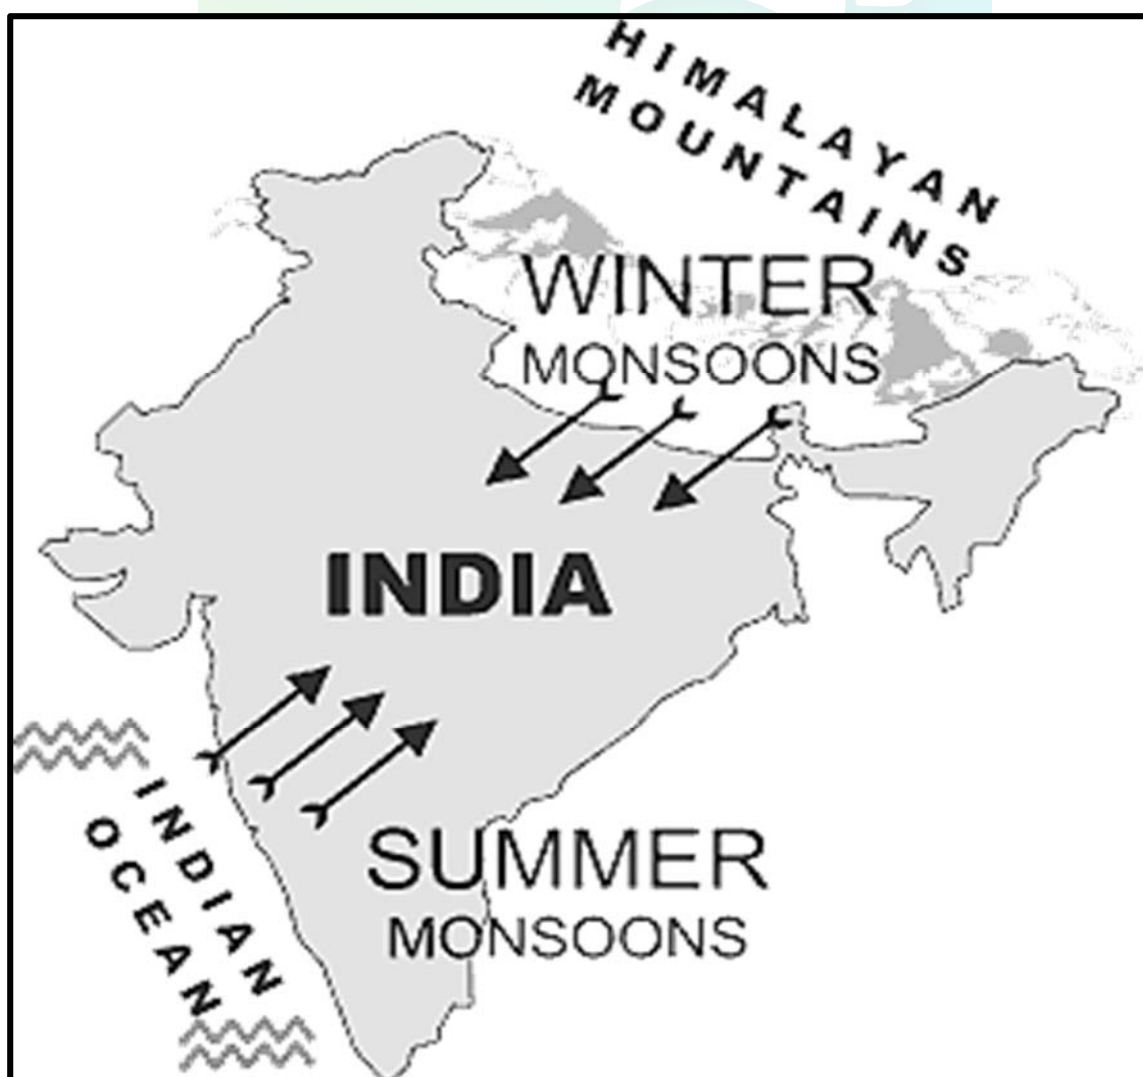 HIMALAYAN
MOUNTAINS
WINTER
MONSOONS
INDIA
INDIAN
OCEAN
SUMMER
MONSOONS